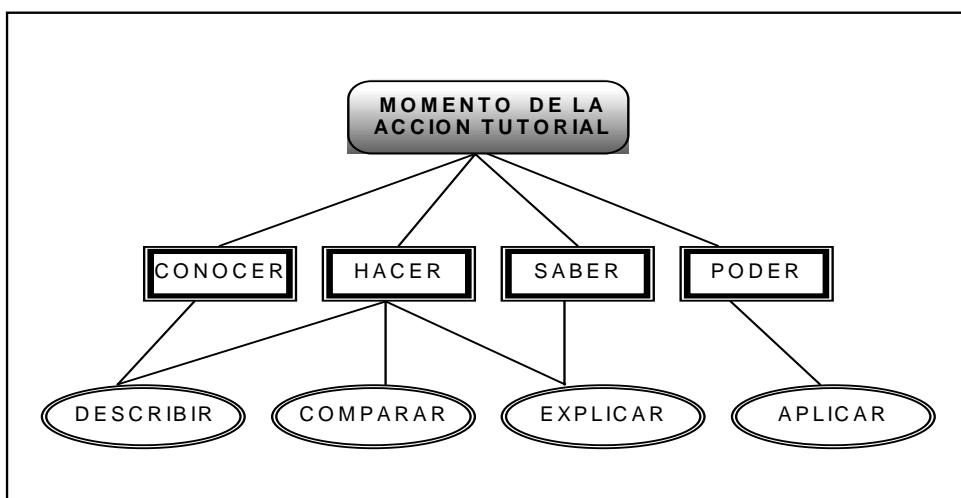 MOMENTO DE LA
ACCION TUTORIAL
CONOCER
HACER
SABER
PODER
DESCRIBIR
COMPARAR
EXPLICAR
APLICAR